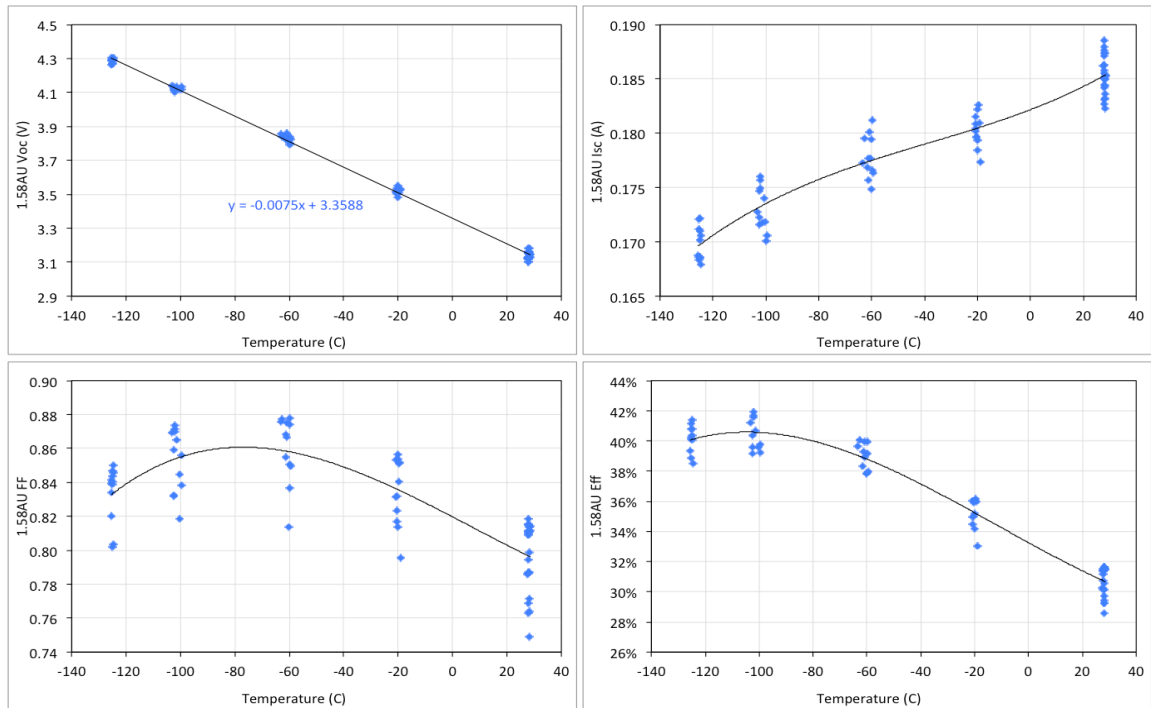 1.58AU Voc (V)
4.5
4.3
4.1
3.9
3.7
3.5
3.3
3.1
2.9
y = -0.0075x + 3.3588
-140 -120 -100 -80 -60 -40 -20 0 20 40
Temperature (C)
1.58AU Isc (A)
0.190
0.185
0.180
0.175
0.170
0.165
-140 -120 -100 -80 -60 -40 -20 0 20 40
Temperature (C)
1.58AU FF
0.90
0.88
0.86
0.84
0.82
0.80
0.78
0.76
0.74
-140 -120 -100 -80 -60 -40 -20 0 20 40
Temperature (C)
1.58AU Eff
44%
42%
40%
38%
36%
34%
32%
30%
28%
26%
-140 -120 -100 -80 -60 -40 -20 0 20 40
Temperature (C)